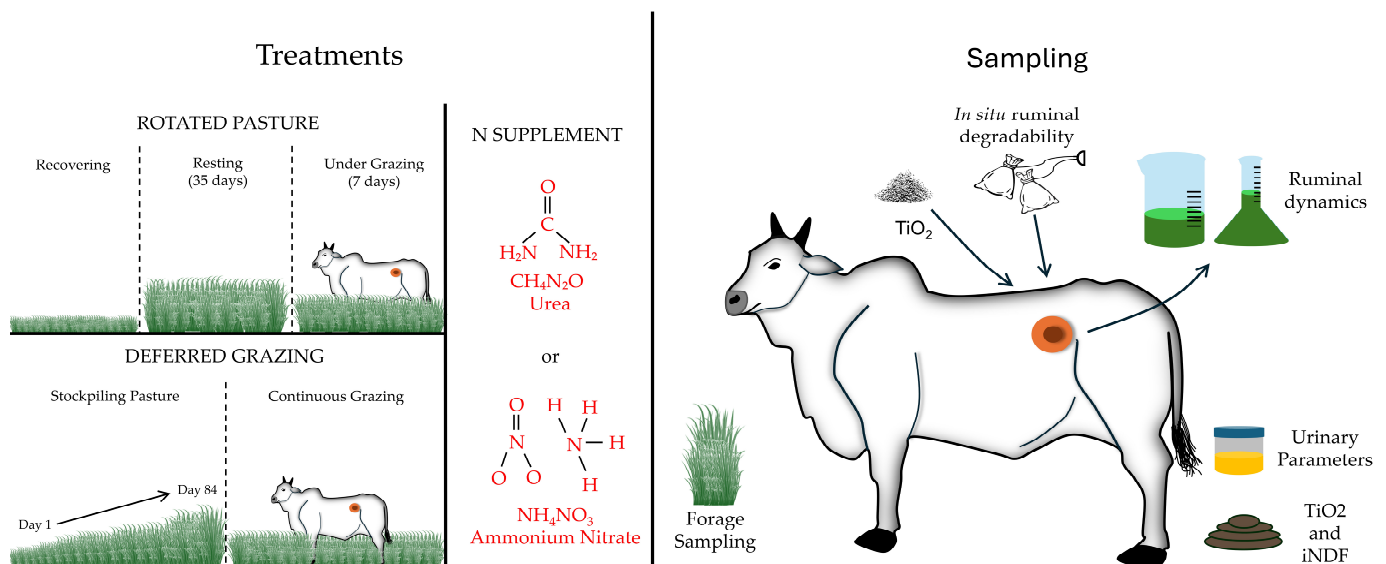 Treatments
ROTATED PASTURE
Recovering
Resting
(35 days)
Under Grazing
(7 days)
DEFERRED GRAZING
Stockpiling Pasture
Continuous Grazing
Day 1
Day 84
N SUPPLEMENT
O
C
H₂N
NH₂
CH₄N₂O
Urea
or
O
N
O
O
H
H
N
H
H
NH₄NO₃
Ammonium Nitrate
Sampling
In situ ruminal
degradability
TiO₂
Ruminal
dynamics
Forage
Sampling
Urinary
Parameters
TiO2
and
iNDF